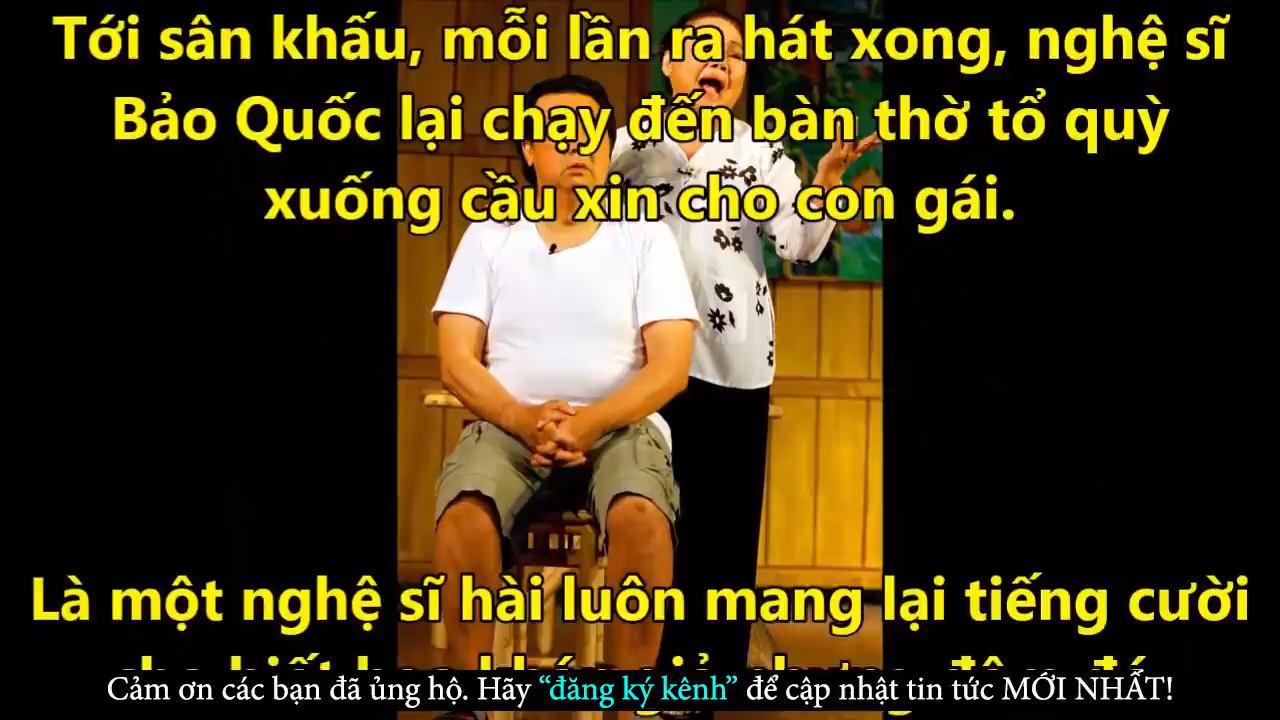 Tới sân khấu, mỗi lần ra hát xong, nghệ sĩ
Bảo Quốc lại chạy đến bàn thờ tổ quỳ
xuống cầu xin cho con gái.
Là một nghệ sĩ hài luôn mang lại tiếng cười
Cảm ơn các bạn đã ủng hộ. Hãy “đăng ký kênh” để cập nhật tin tức MỚI NHẤT!